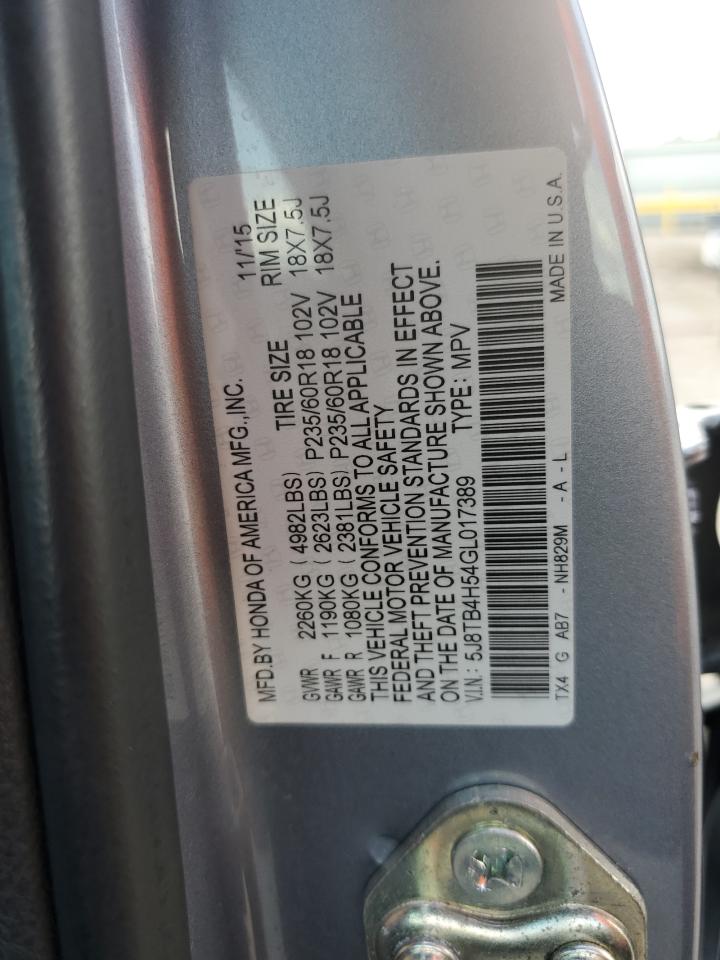 MFD.BY HONDA OF AMERICA MFG.,INC. 11/'15
TIRE SIZE RIM SIZE
GVWR 2260KG (4982LBS)
GAWR F 1190KG (2623LBS) P235/60R18 102V 18X7.5J
GAWR R 1080KG (2381LBS) P235/60R18 102V 18X7.5J
THIS VEHICLE CONFORMS TO ALL APPLICABLE
FEDERAL MOTOR VEHICLE SAFETY
AND THEFT PREVENTION STANDARDS IN EFFECT
ON THE DATE OF MANUFACTURE SHOWN ABOVE.
V.I.N.: 5J8TB4H54GL017389 TYPE: MPV
TX4 G AB7 - NH829M - A - L MADE IN U.S.A.